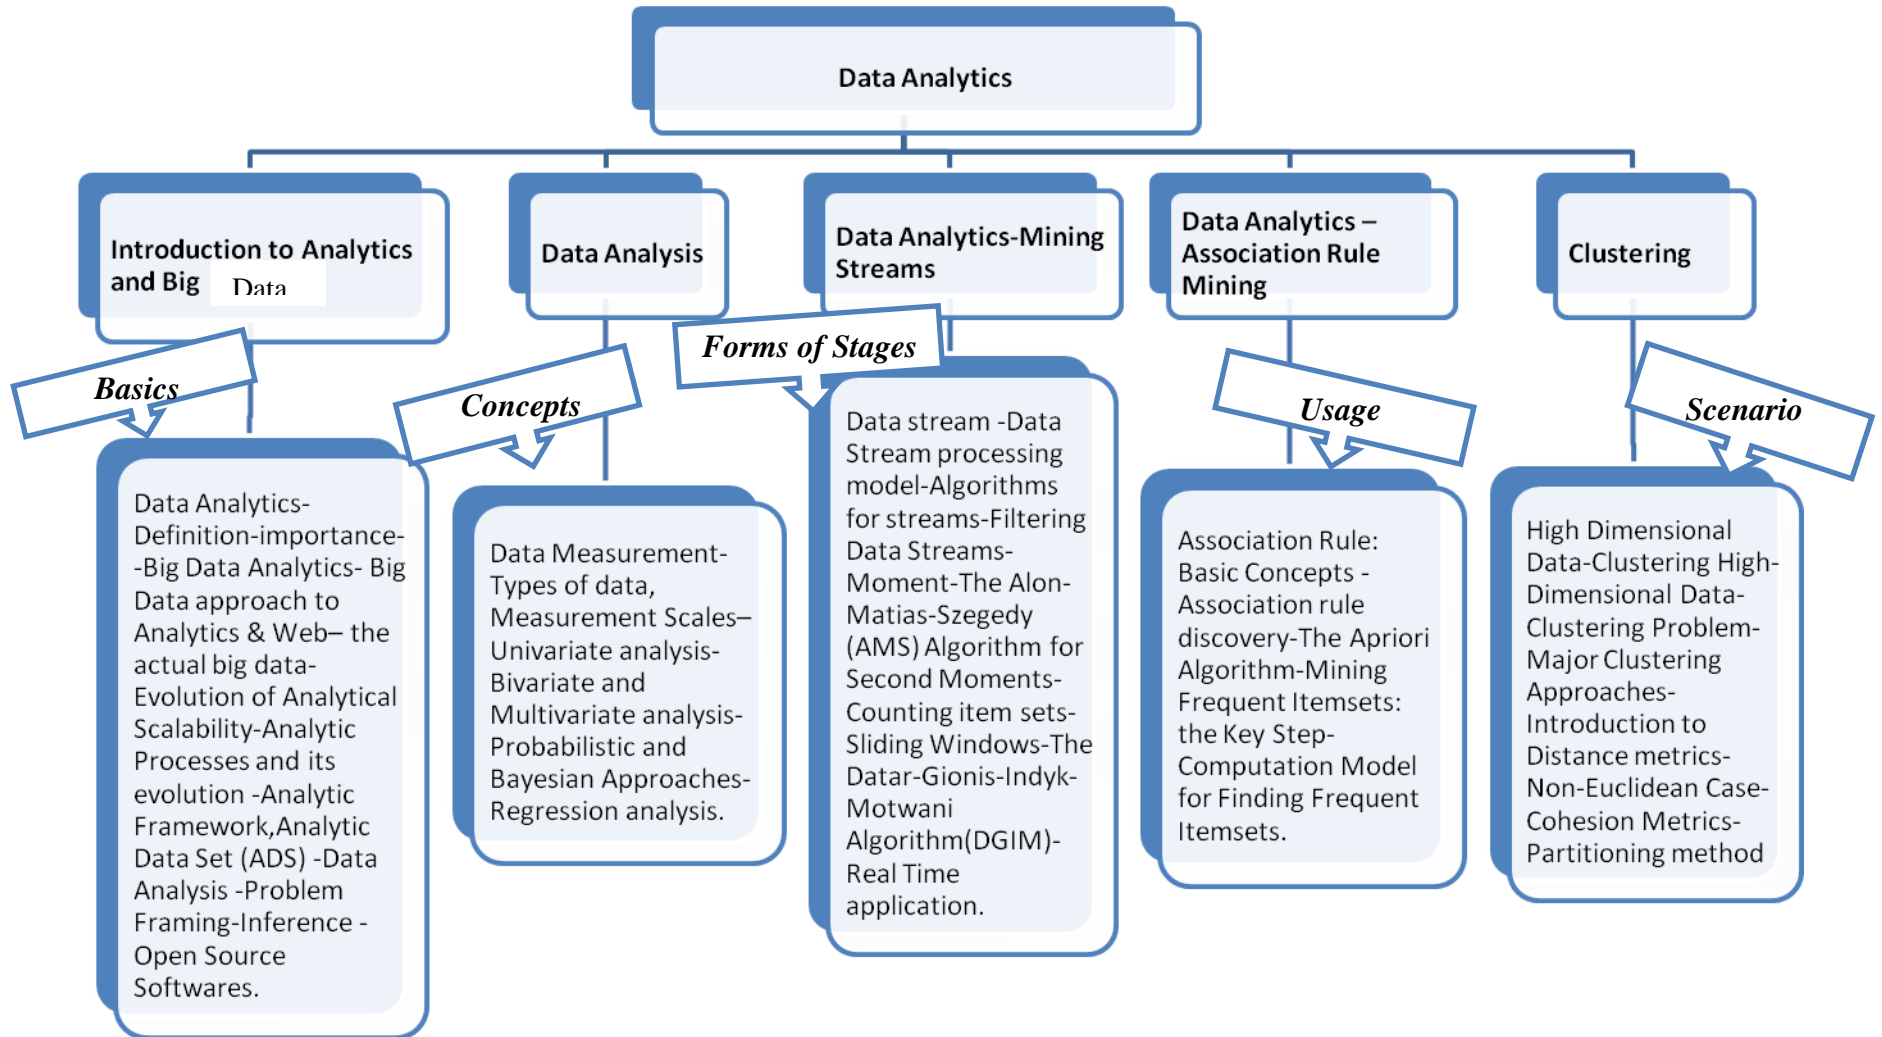 Data Analytics
Introduction to Analytics
and Big Data
Data Analysis
Data Analytics-Mining
Streams
Data Analytics –
Association Rule
Mining
Clustering
Basics
Concepts
Forms of Stages
Usage
Scenario
Data Analytics-
Definition-importance-
-Big Data Analytics- Big
Data approach to
Analytics & Web– the
actual big data-
Evolution of Analytical
Scalability-Analytic
Processes and its
evolution -Analytic
Framework,Analytic
Data Set (ADS) -Data
Analysis -Problem
Framing-Inference -
Open Source
Softwares.
Data Measurement-
Types of data,
Measurement Scales–
Univariate analysis-
Bivariate and
Multivariate analysis-
Probabilistic and
Bayesian Approaches-
Regression analysis.
Data stream -Data
Stream processing
model-Algorithms
for streams-Filtering
Data Streams-
Moment-The Alon-
Matias-Szegedy
(AMS) Algorithm for
Second Moments-
Counting item sets-
Sliding Windows-The
Datar-Gionis-Indyk-
Motwani
Algorithm(DGIM)-
Real Time
application.
Association Rule:
Basic Concepts -
Association rule
discovery-The Apriori
Algorithm-Mining
Frequent Itemsets:
the Key Step-
Computation Model
for Finding Frequent
Itemsets.
High Dimensional
Data-Clustering High-
Dimensional Data-
Clustering Problem-
Major Clustering
Approaches-
Introduction to
Distance metrics-
Non-Euclidean Case-
Cohesion Metrics-
Partitioning method